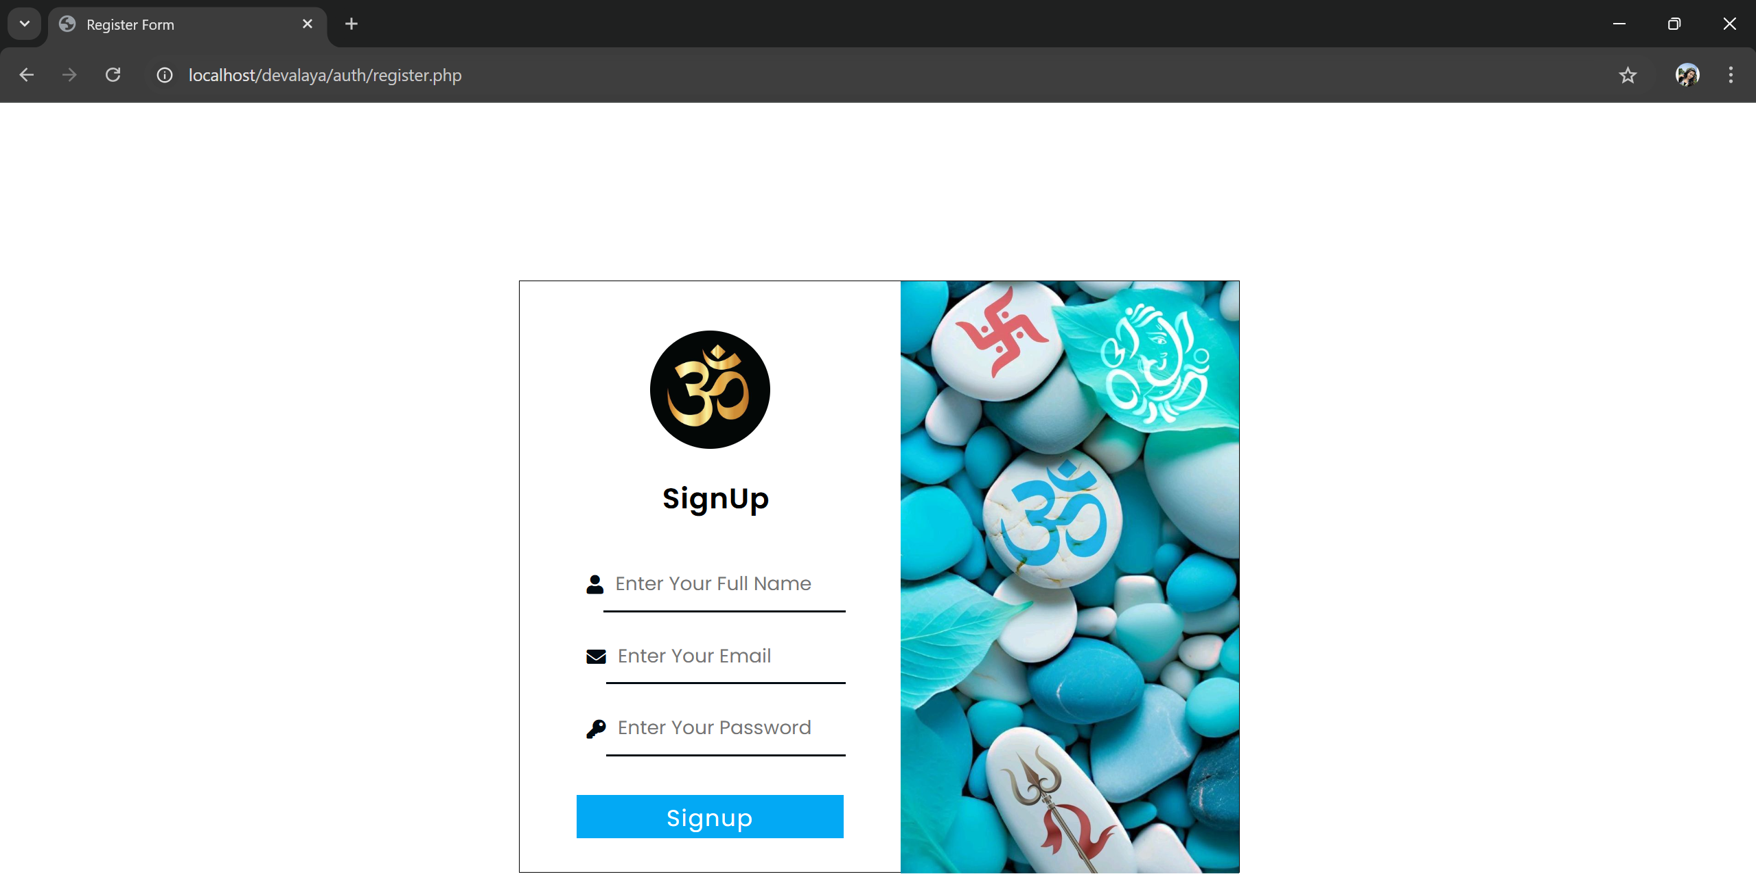 Register Form
localhost/devalaya/auth/register.php
ॐ
SignUp
Enter Your Full Name
Enter Your Email
Enter Your Password
Signup
ॐ